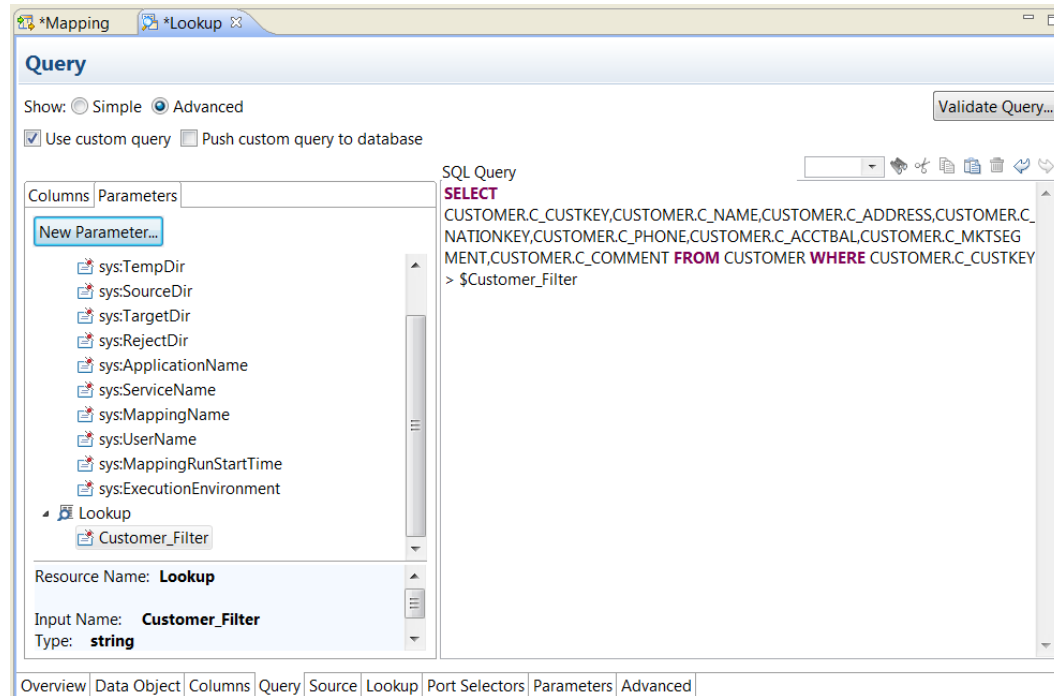 *Mapping *Lookup
Query
Show: Simple Advanced
Validate Query...
Use custom query Push custom query to database
SQL Query
Columns Parameters
New Parameter...
sys:TempDir
sys:SourceDir
sys:TargetDir
sys:RejectDir
sys:ApplicationName
sys:ServiceName
sys:MappingName
sys:UserName
sys:MappingRunStartTime
sys:ExecutionEnvironment
Lookup
Customer_Filter
Resource Name: Lookup
Input Name: Customer_Filter
Type: string
SELECT
CUSTOMER.C_CUSTKEY,CUSTOMER.C_NAME,CUSTOMER.C_ADDRESS,CUSTOMER.C_
NATIONKEY,CUSTOMER.C_PHONE,CUSTOMER.C_ACCTBAL,CUSTOMER.C_MKTSEG
MENT,CUSTOMER.C_COMMENT FROM CUSTOMER WHERE CUSTOMER.C_CUSTKEY
> $Customer_Filter
Overview Data Object Columns Query Source Lookup Port Selectors Parameters Advanced